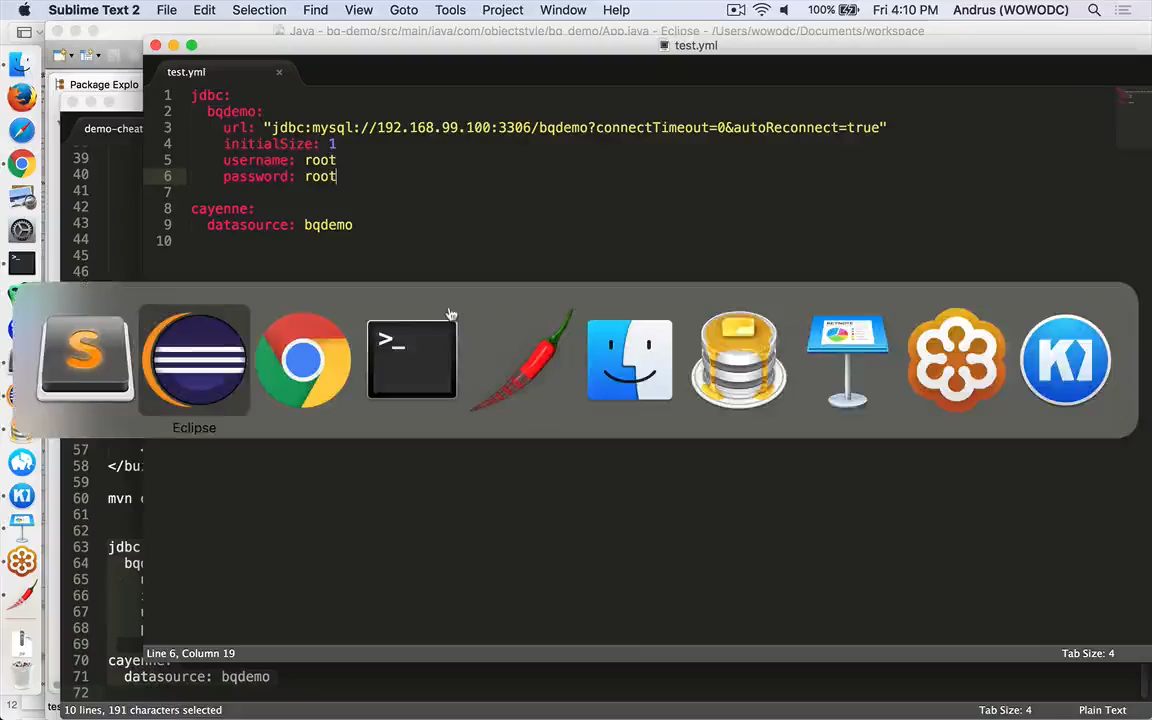 Sublime Text 2 File Edit Selection Find View Goto Tools Project Window Help 100% Fri 4:10 PM Andrus (WOWODC)
Java - bq-demo/src/main/java/com/objectstyle/bq_demo/App.java - Eclipse - /Users/wowodc/Documents/workspace
test.yml
Package Explo
test.yml ×
demo-cheat
1 jdbc:
2 bqdemo:
3 url: "jdbc:mysql://192.168.99.100:3306/bqdemo?connectTimeout=0&autoReconnect=true"
4 initialSize: 1
5 username: root
6 password: root
7
8 cayenne:
9 datasource: bqdemo
10
39
40
41
42
43
44
45
46
>_
Eclipse
KEYNOTE
57
58 </bui
59
60 mvn
61
62
63 jdbc
64 bq
65
66
67
68
69
70 cayenne:
71 datasource: bqdemo
72
Line 6, Column 19 Tab Size: 4
12
10 lines, 191 characters selected Tab Size: 4 Plain Text